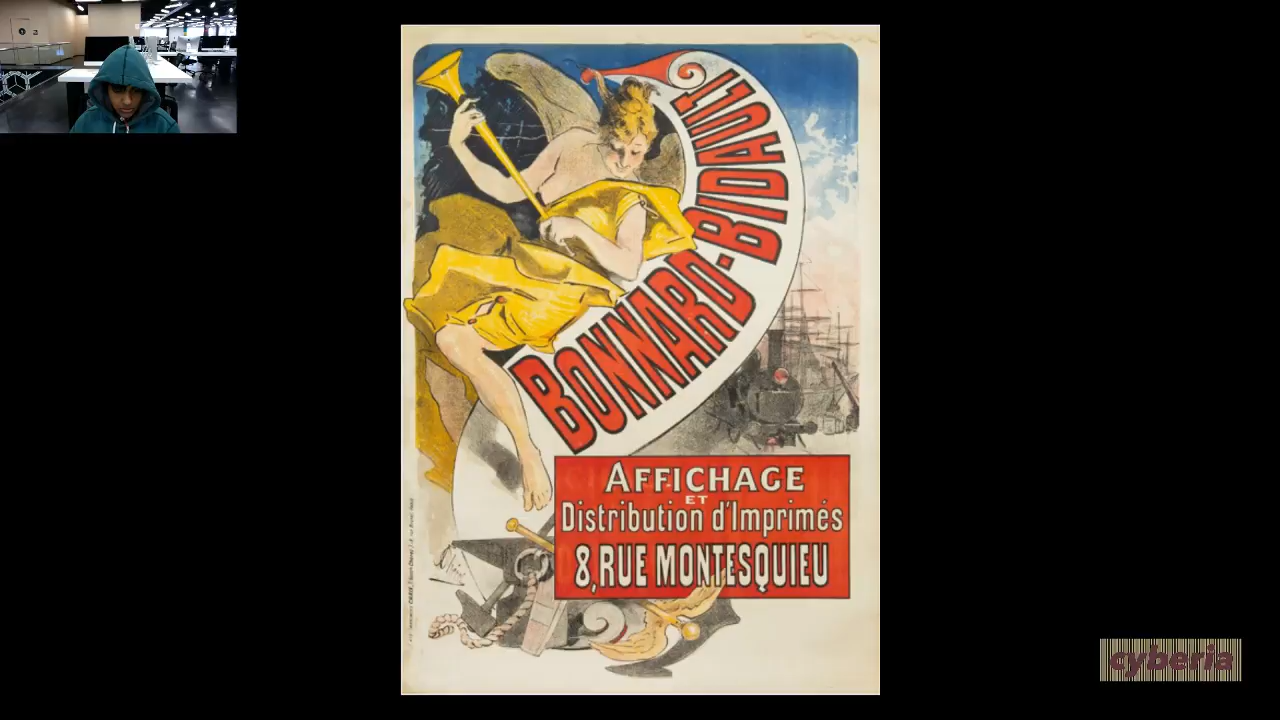 BONNARD-BIDAULT
AFFICHAGE
ET
Distribution d'Imprimés
8, RUE MONTESQUIEU
cyberia